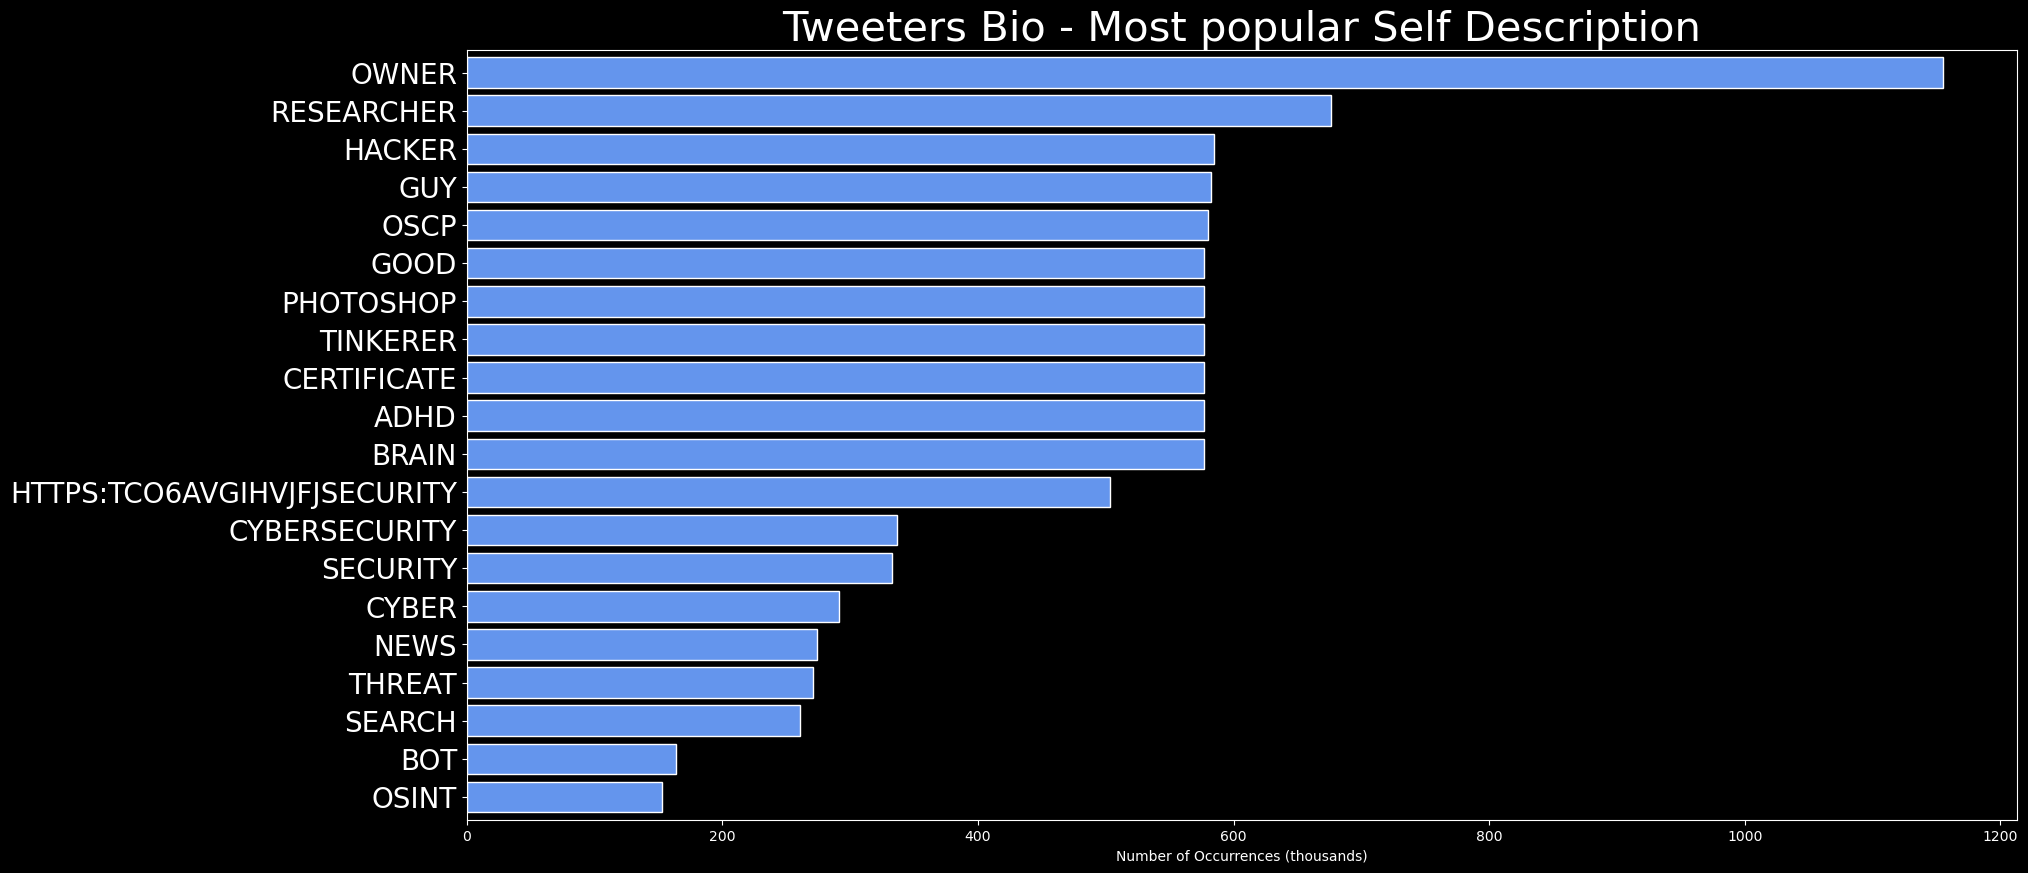 Tweeters Bio - Most popular Self Description
OWNER
RESEARCHER
HACKER
GUY
OSCP
GOOD
PHOTOSHOP
TINKERER
CERTIFICATE
ADHD
BRAIN
HTTPS:TCO6AVGIHVJFJSECURITY
CYBERSECURITY
SECURITY
CYBER
NEWS
THREAT
SEARCH
BOT
OSINT
0 200 400 600 800 1000 1200
Number of Occurrences (thousands)